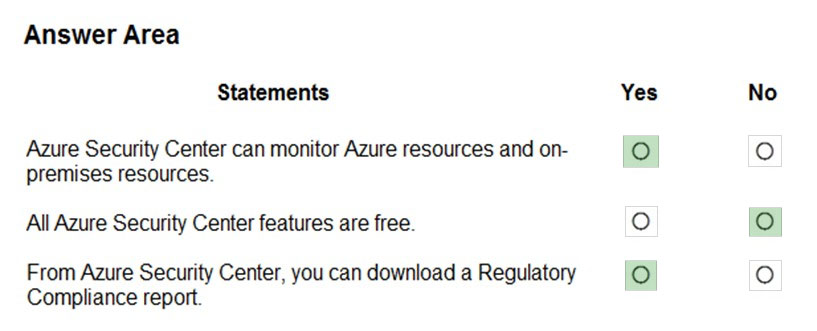 Answer Area
Statements Yes No
Azure Security Center can monitor Azure resources and on-
premises resources.
All Azure Security Center features are free.
From Azure Security Center, you can download a Regulatory
Compliance report.